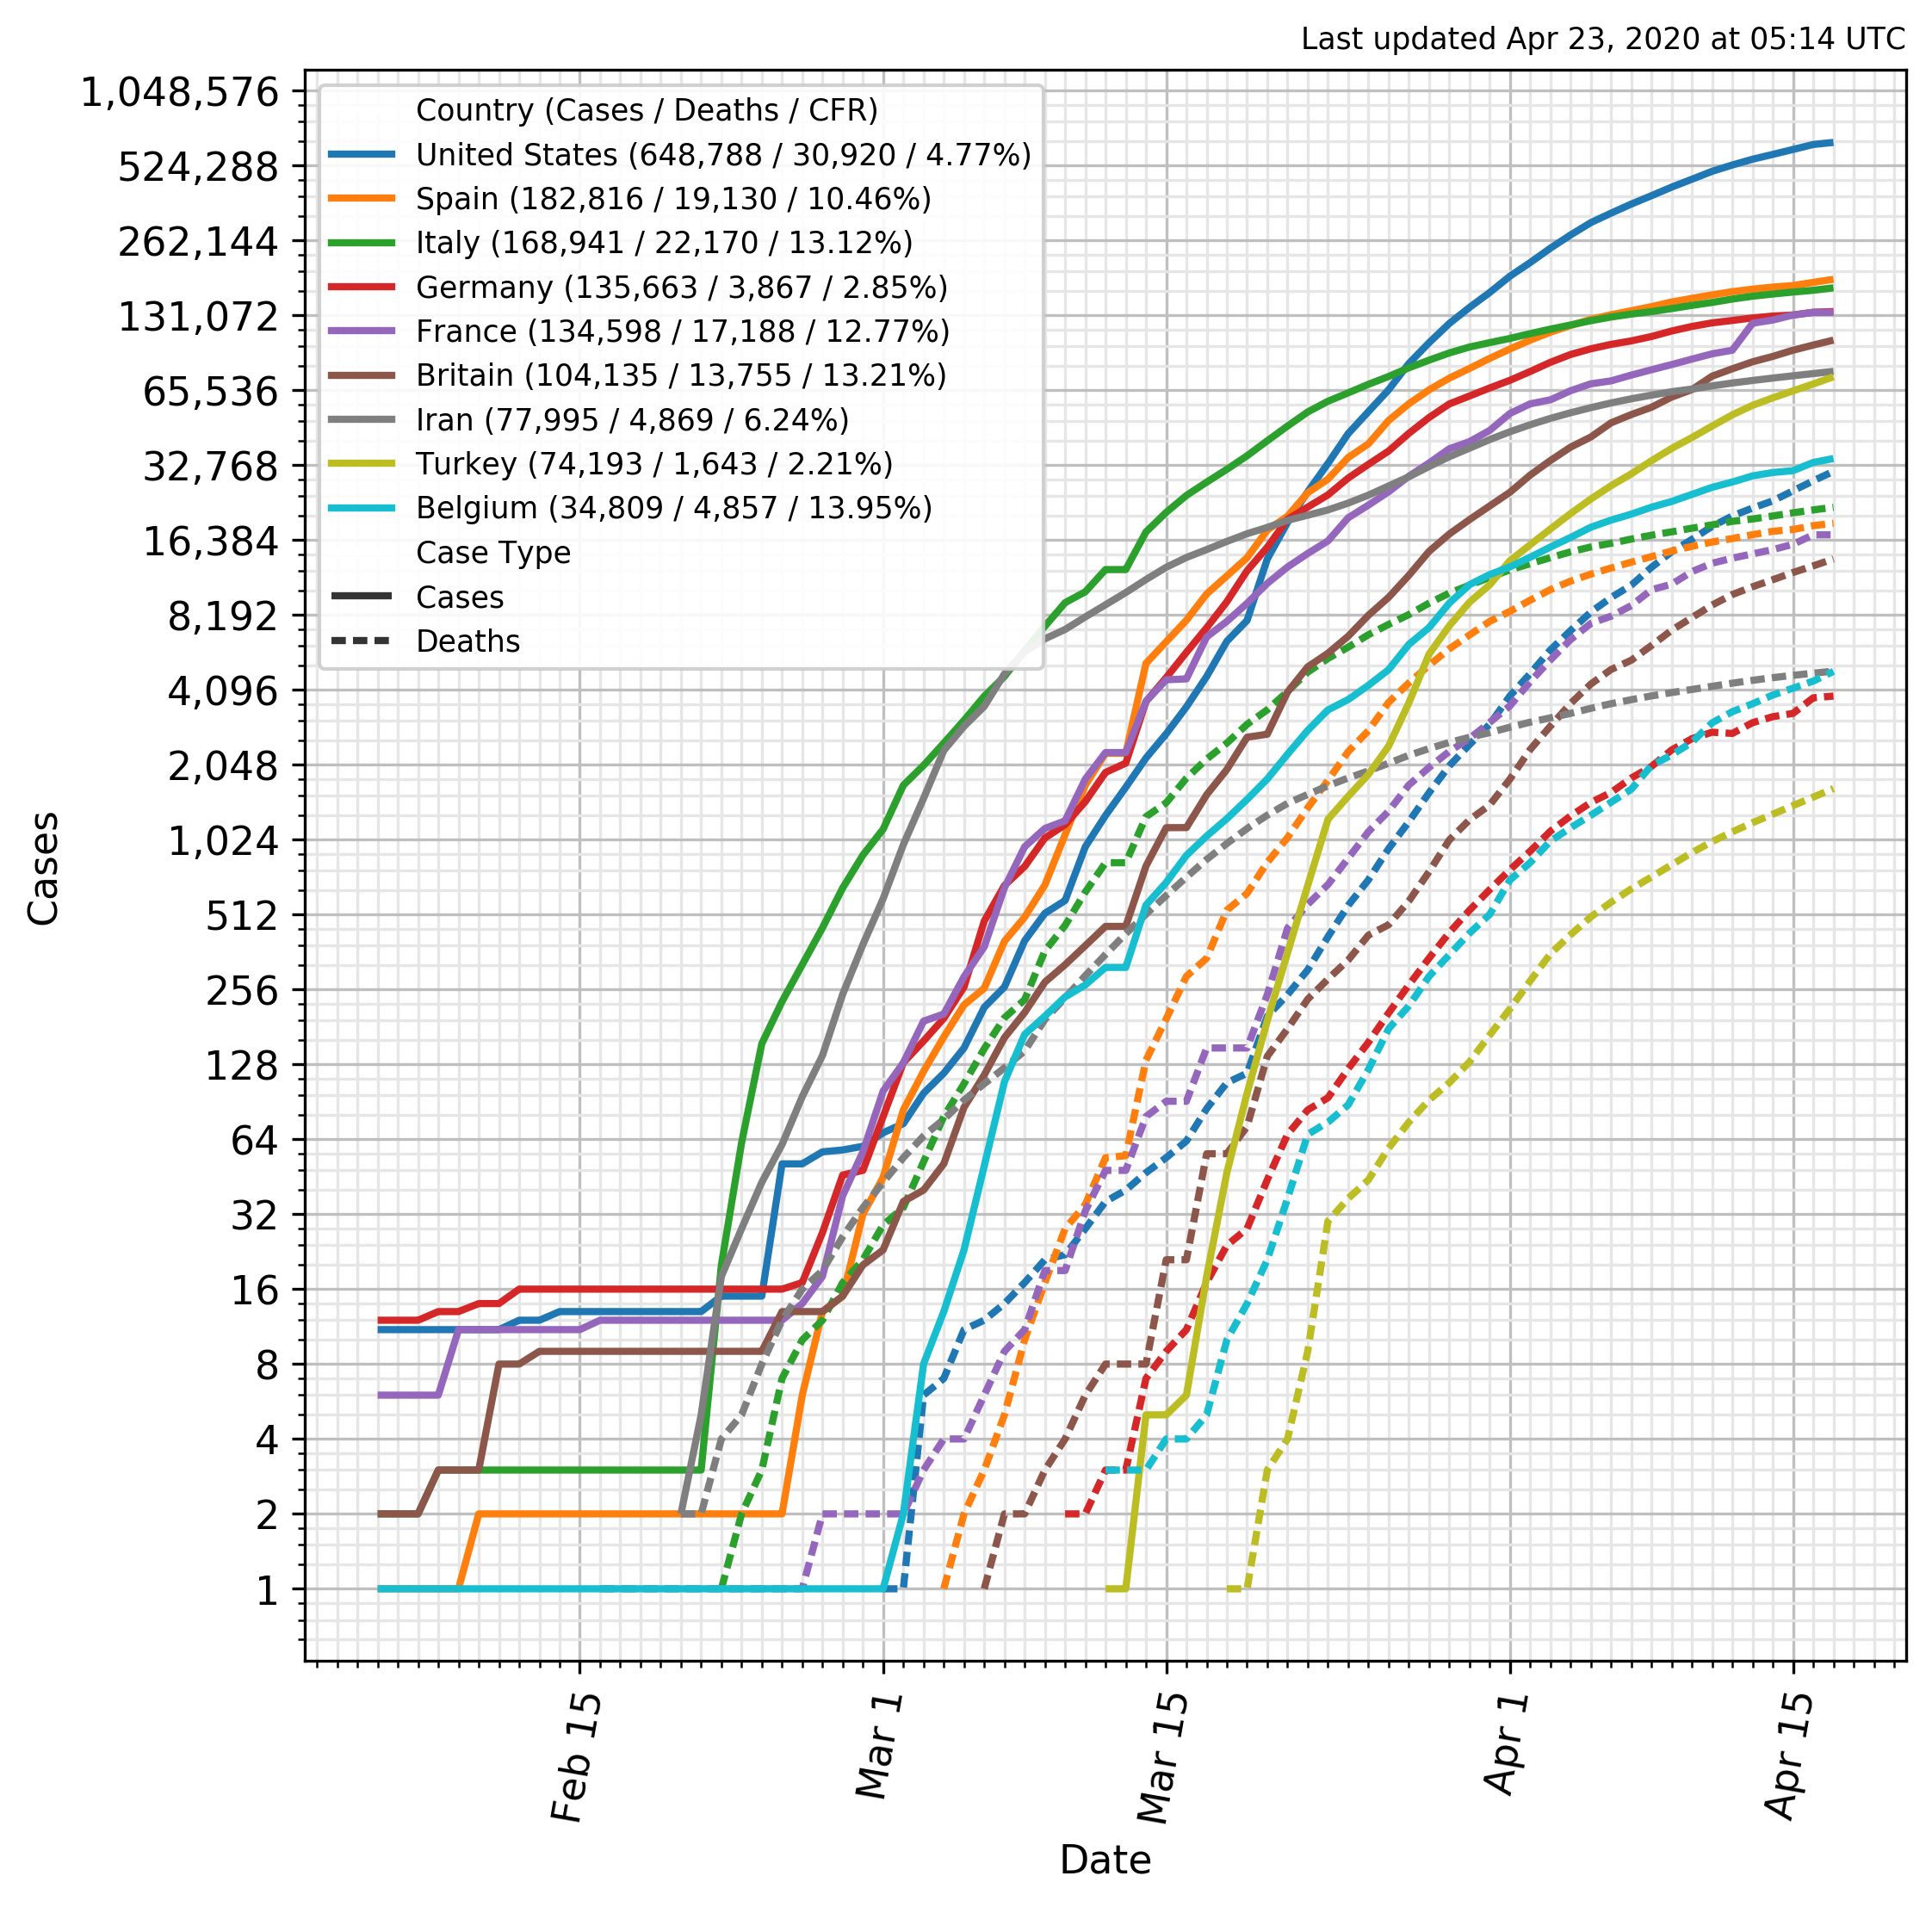 Last updated Apr 23, 2020 at 05:14 UTC
1,048,576
524,288
262,144
131,072
65,536
32,768
16,384
8,192
4,096
2,048
1,024
512
256
128
64
32
16
8
4
2
1
Cases
Country (Cases / Deaths / CFR)
United States (648,788 / 30,920 / 4.77%)
Spain (182,816 / 19,130 / 10.46%)
Italy (168,941 / 22,170 / 13.12%)
Germany (135,663 / 3,867 / 2.85%)
France (134,598 / 17,188 / 12.77%)
Britain (104,135 / 13,755 / 13.21%)
Iran (77,995 / 4,869 / 6.24%)
Turkey (74,193 / 1,643 / 2.21%)
Belgium (34,809 / 4,857 / 13.95%)
Case Type
Cases
Deaths
Feb 15
Mar 1
Mar 15
Apr 1
Apr 15
Date